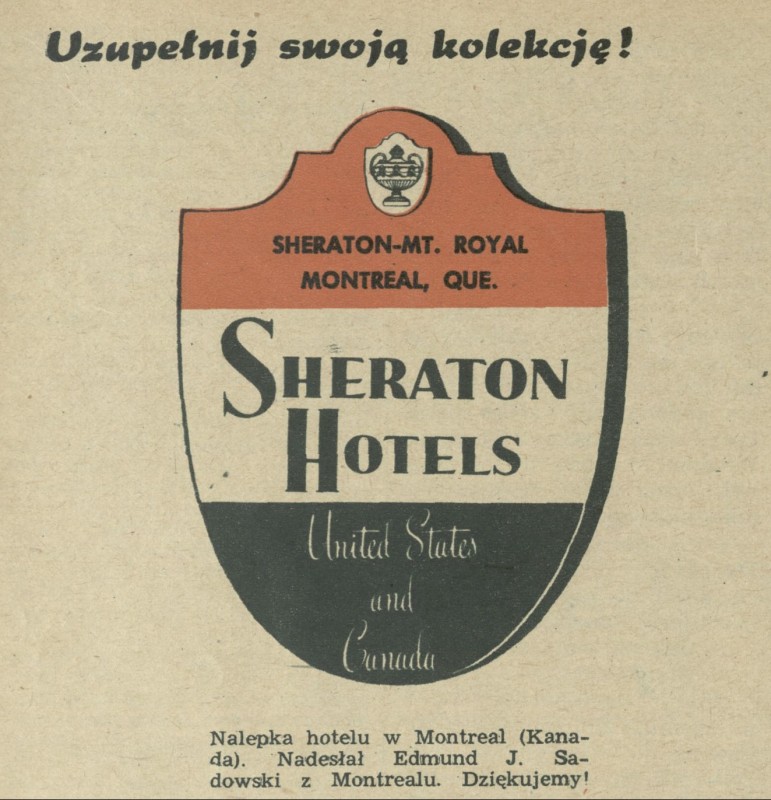 Uzupełnij swoją kolekcję!
SHERATON-MT. ROYAL
MONTREAL, QUE.
SHERATON
HOTELS
United States
and
Canada
Nalepka hotelu w Montreal (Kana-
da). Nadesłał Edmund J. Sa-
dowski z Montrealu. Dziękujemy!